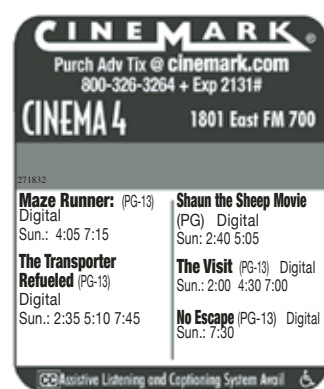 CINEMARK®
Purch Adv Tix @ cinemark.com
800-326-3264 + Exp 2131#
CINEMA 4 1801 East FM 700
271832
Maze Runner: (PG-13)
Digital
Sun.: 4:05 7:15
The Transporter
Refueled (PG-13)
Digital
Sun.: 2:35 5:10 7:45
Shaun the Sheep Movie
(PG) Digital
Sun: 2:40 5:05
The Visit (PG-13) Digital
Sun.: 2:00 4:30 7:00
No Escape (PG-13) Digital
Sun.: 7:30
CC Assistive Listening and Captioning System Avail